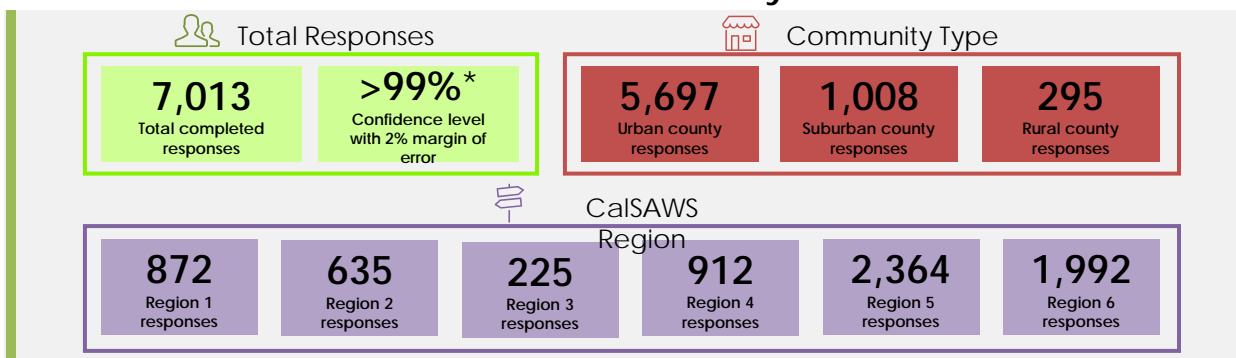 Total Responses
Community Type
7,013
Total completed
responses
>99%*
Confidence level
with 2% margin of
error
5,697
Urban county
responses
1,008
Suburban county
responses
295
Rural county
responses
CalSAWS
Region
872
Region 1
responses
635
Region 2
responses
225
Region 3
responses
912
Region 4
responses
2,364
Region 5
responses
1,992
Region 6
responses